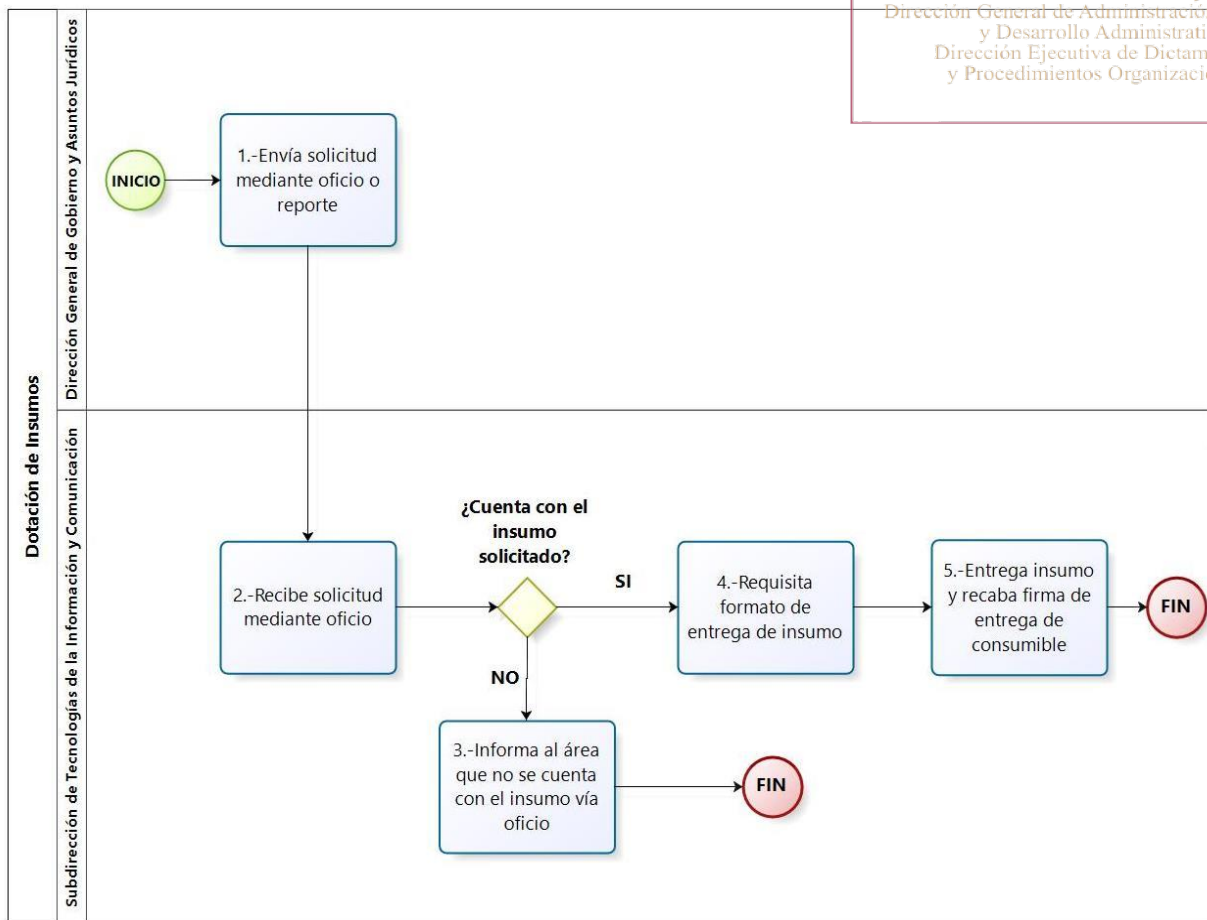 Dirección General de Administración
y Desarrollo
Dirección Ejecutiva de
y Procedimientos
Dotación de Insumos
Dirección General de Gobierno y Asuntos Jurídicos
INICIO
1.-Envía solicitud
mediante oficio o
reporte
Subdirección de Tecnologías de la Información y Comunicación
2.-Recibe solicitud
mediante oficio
¿Cuenta con el
insumo
solicitado?
SI
4.-Requisita
formato de
entrega de insumo
5.-Entrega insumo
y recaba firma de
entrega de
consumible
FIN
NO
3.-Informa al área
que no se cuenta
con el insumo vía
oficio
FIN